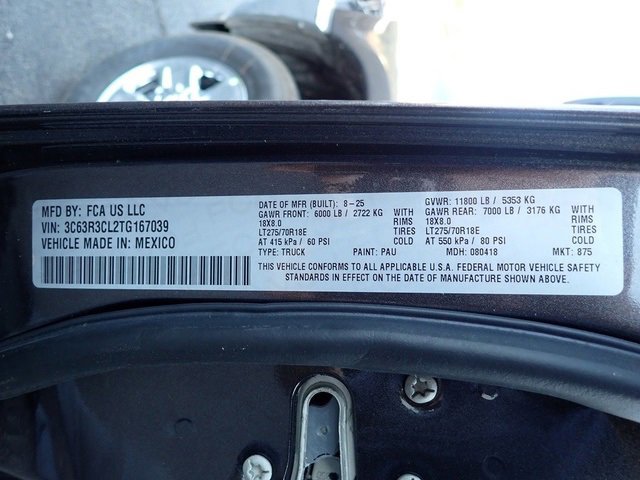 MFD BY: FCA US LLC
VIN: 3C63R3CL2TG167039
VEHICLE MADE IN: MEXICO
DATE OF MFR (BUILT): 8-25
GAWR FRONT: 6000 LB / 2722 KG WITH
18X8.0 RIMS
LT275/70R18E TIRES
AT 415 kPa / 60 PSI COLD
TYPE: TRUCK PAINT: PAU
GVWR: 11800 LB / 5353 KG
GAWR REAR: 7000 LB / 3176 KG WITH
18X8.0 RIMS
LT275/70R18E TIRES
AT 550 kPa / 80 PSI COLD
MDH: 080418 MKT: 875
THIS VEHICLE CONFORMS TO ALL APPLICABLE U.S.A. FEDERAL MOTOR VEHICLE SAFETY
STANDARDS IN EFFECT ON THE DATE OF MANUFACTURE SHOWN ABOVE.